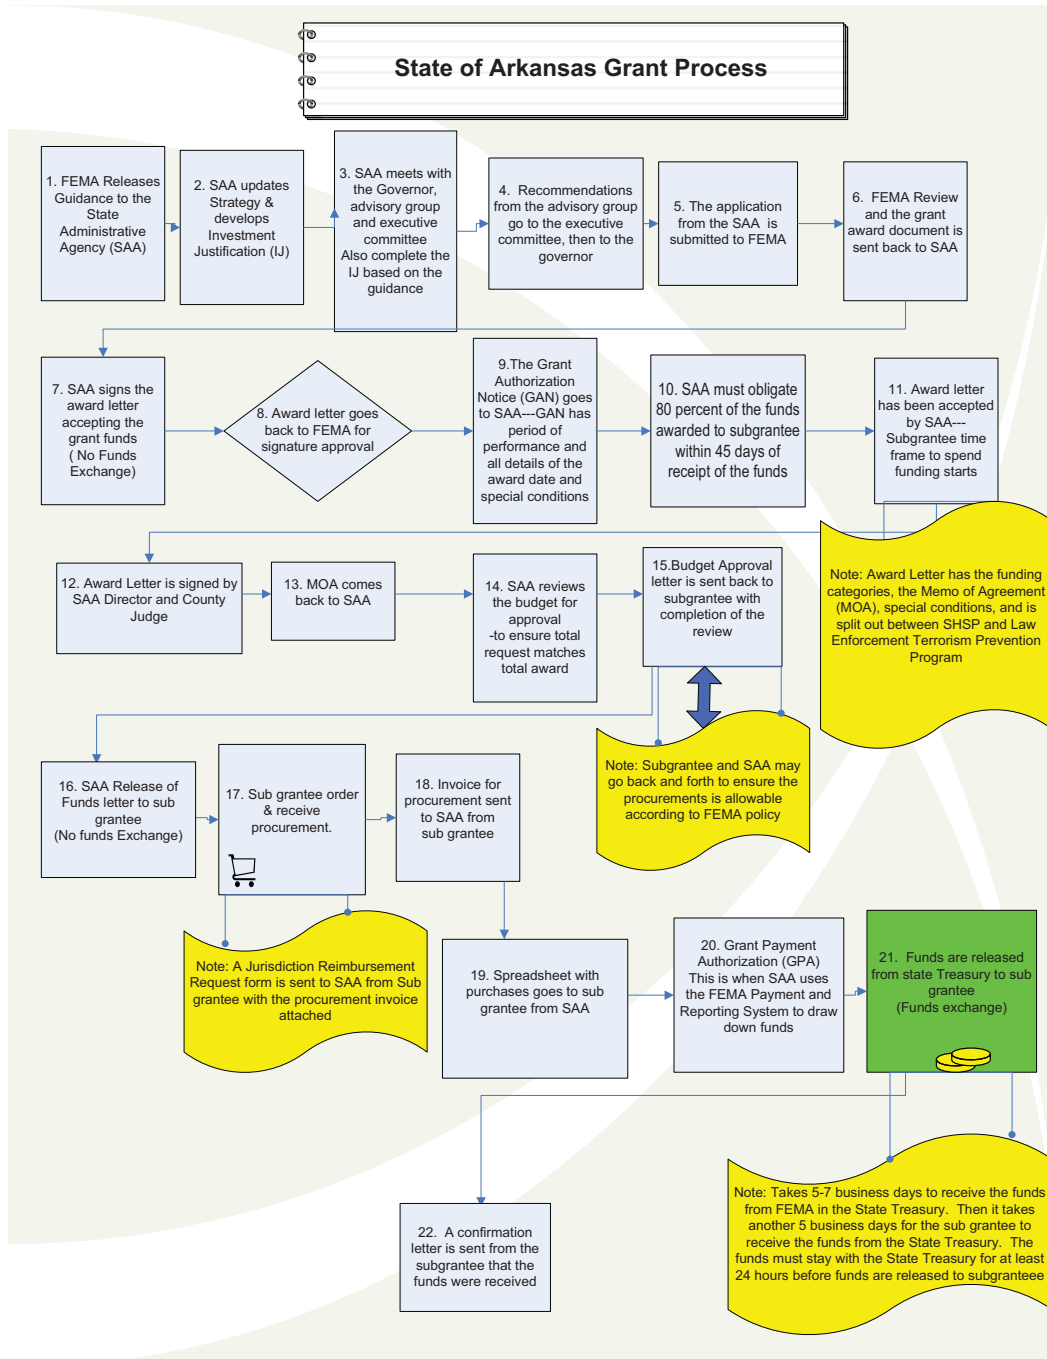 State of Arkansas Grant Process
1. FEMA Releases
Guidance to the
State
Administrative
Agency (SAA)
2. SAA updates
Strategy &
develops
Investment
Justification (IJ)
3. SAA meets with
the Governor,
advisory group
and executive
committee
Also complete the
IJ based on the
guidance
4. Recommendations
from the advisory group
go to the executive
committee, then to the
governor
5. The application
from the SAA is
submitted to FEMA
6. FEMA Review
and the grant
award document is
sent back to SAA
7. SAA signs the
award letter
accepting the
grant funds
( No Funds
Exchange)
8. Award letter goes
back to FEMA for
signature approval
9.The Grant
Authorization
Notice (GAN) goes
to SAA---GAN has
period of
performance and
all details of the
award date and
special conditions
10. SAA must obligate
80 percent of the funds
awarded to subgrantee
within 45 days of
receipt of the funds
11. Award letter
has been accepted
by SAA---
Subgrantee time
frame to spend
funding starts
Note: Award Letter has the funding
categories, the Memo of Agreement
(MOA), special conditions, and is
split out between SHSP and Law
Enforcement Terrorism Prevention
Program
12. Award Letter is signed by
SAA Director and County
Judge
13. MOA comes
back to SAA
14. SAA reviews
the budget for
approval
-to ensure total
request matches
total award
15.Budget Approval
letter is sent back to
subgrantee with
completion of the
review
Note: Subgrantee and SAA may
go back and forth to ensure the
procurements is allowable
according to FEMA policy
16. SAA Release of
Funds letter to sub
grantee
(No funds Exchange)
17. Sub grantee order
& receive
procurement.
18. Invoice for
procurement sent
to SAA from
sub grantee
Note: A Jurisdiction Reimbursement
Request form is sent to SAA from Sub
grantee with the procurement invoice
attached
19. Spreadsheet with
purchases goes to sub
grantee from SAA
20. Grant Payment
Authorization (GPA)
This is when SAA uses
the FEMA Payment and
Reporting System to draw
down funds
21. Funds are released
from state Treasury to sub
grantee
(Funds exchange)
Note: Takes 5-7 business days to receive the funds
from FEMA in the State Treasury. Then it takes
another 5 business days for the sub grantee to
receive the funds from the State Treasury. The
funds must stay with the State Treasury for at least
24 hours before funds are released to subgranteee
22. A confirmation
letter is sent from the
subgrantee that the
funds were received